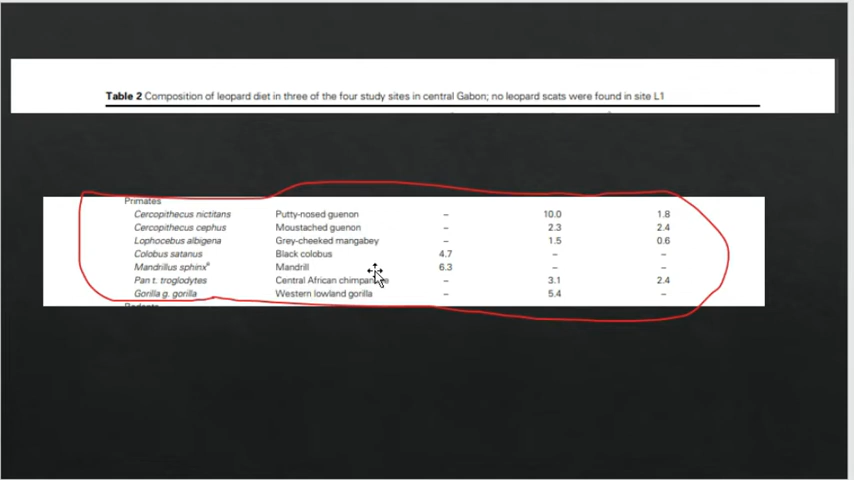 Table 2 Composition of leopard diet in three of the four study sites in central Gabon; no leopard scats were found in site L1
Primates
Cercopithecus nictitans Putty-nosed guenon – 10.0 1.8
Cercopithecus cephus Moustached guenon – 2.3 2.4
Lophocebus albigena Grey-cheeked mangabey – 1.5 0.6
Colobus satanus Black colobus 4.7 – –
Mandrillus sphinx Mandrill 6.3 – –
Pan t. troglodytes Central African – 3.1 2.4
Gorilla g. gorilla Western lowland gorilla – 5.4 –